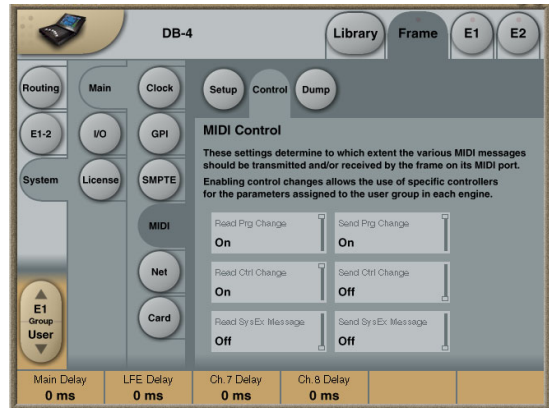 DB-4
Library
Frame
E1
E2
Routing
Main
Clock
Setup
Control
Dump
E1-2
I/O
GPI
MIDI Control
These settings determine to which extent the various MIDI messages
should be transmitted and/or received by the frame on its MIDI port.
Enabling control changes allows the use of specific controllers
for the parameters assigned to the user group in each engine.
System
License
SMPTE
MIDI
Read Prg Change
On
Send Prg Change
On
Net
Read Ctrl Change
On
Send Ctrl Change
Off
Card
Read SysEx Message
Off
Send SysEx Message
Off
E1
Group
User
Main Delay
0 ms
LFE Delay
0 ms
Ch.7 Delay
0 ms
Ch.8 Delay
0 ms